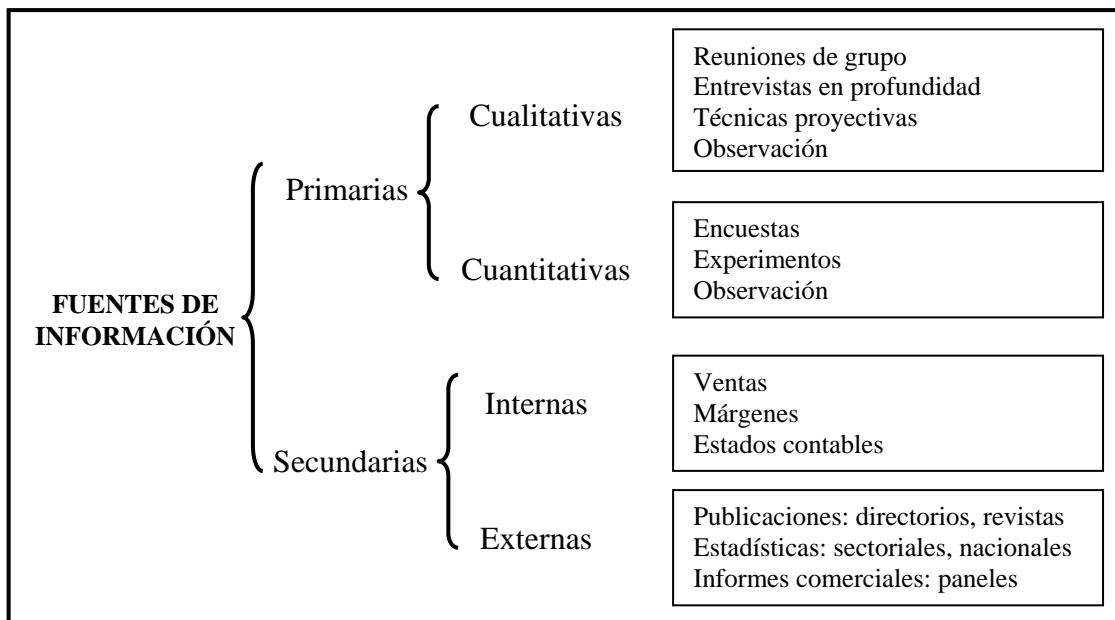 FUENTES DE
INFORMACIÓN
Primarias
Cualitativas
Reuniones de grupo
Entrevistas en profundidad
Técnicas proyectivas
Observación
Cuantitativas
Encuestas
Experimentos
Observación
Secundarias
Internas
Ventas
Márgenes
Estados contables
Externas
Publicaciones: directorios, revistas
Estadísticas: sectoriales, nacionales
Informes comerciales: paneles